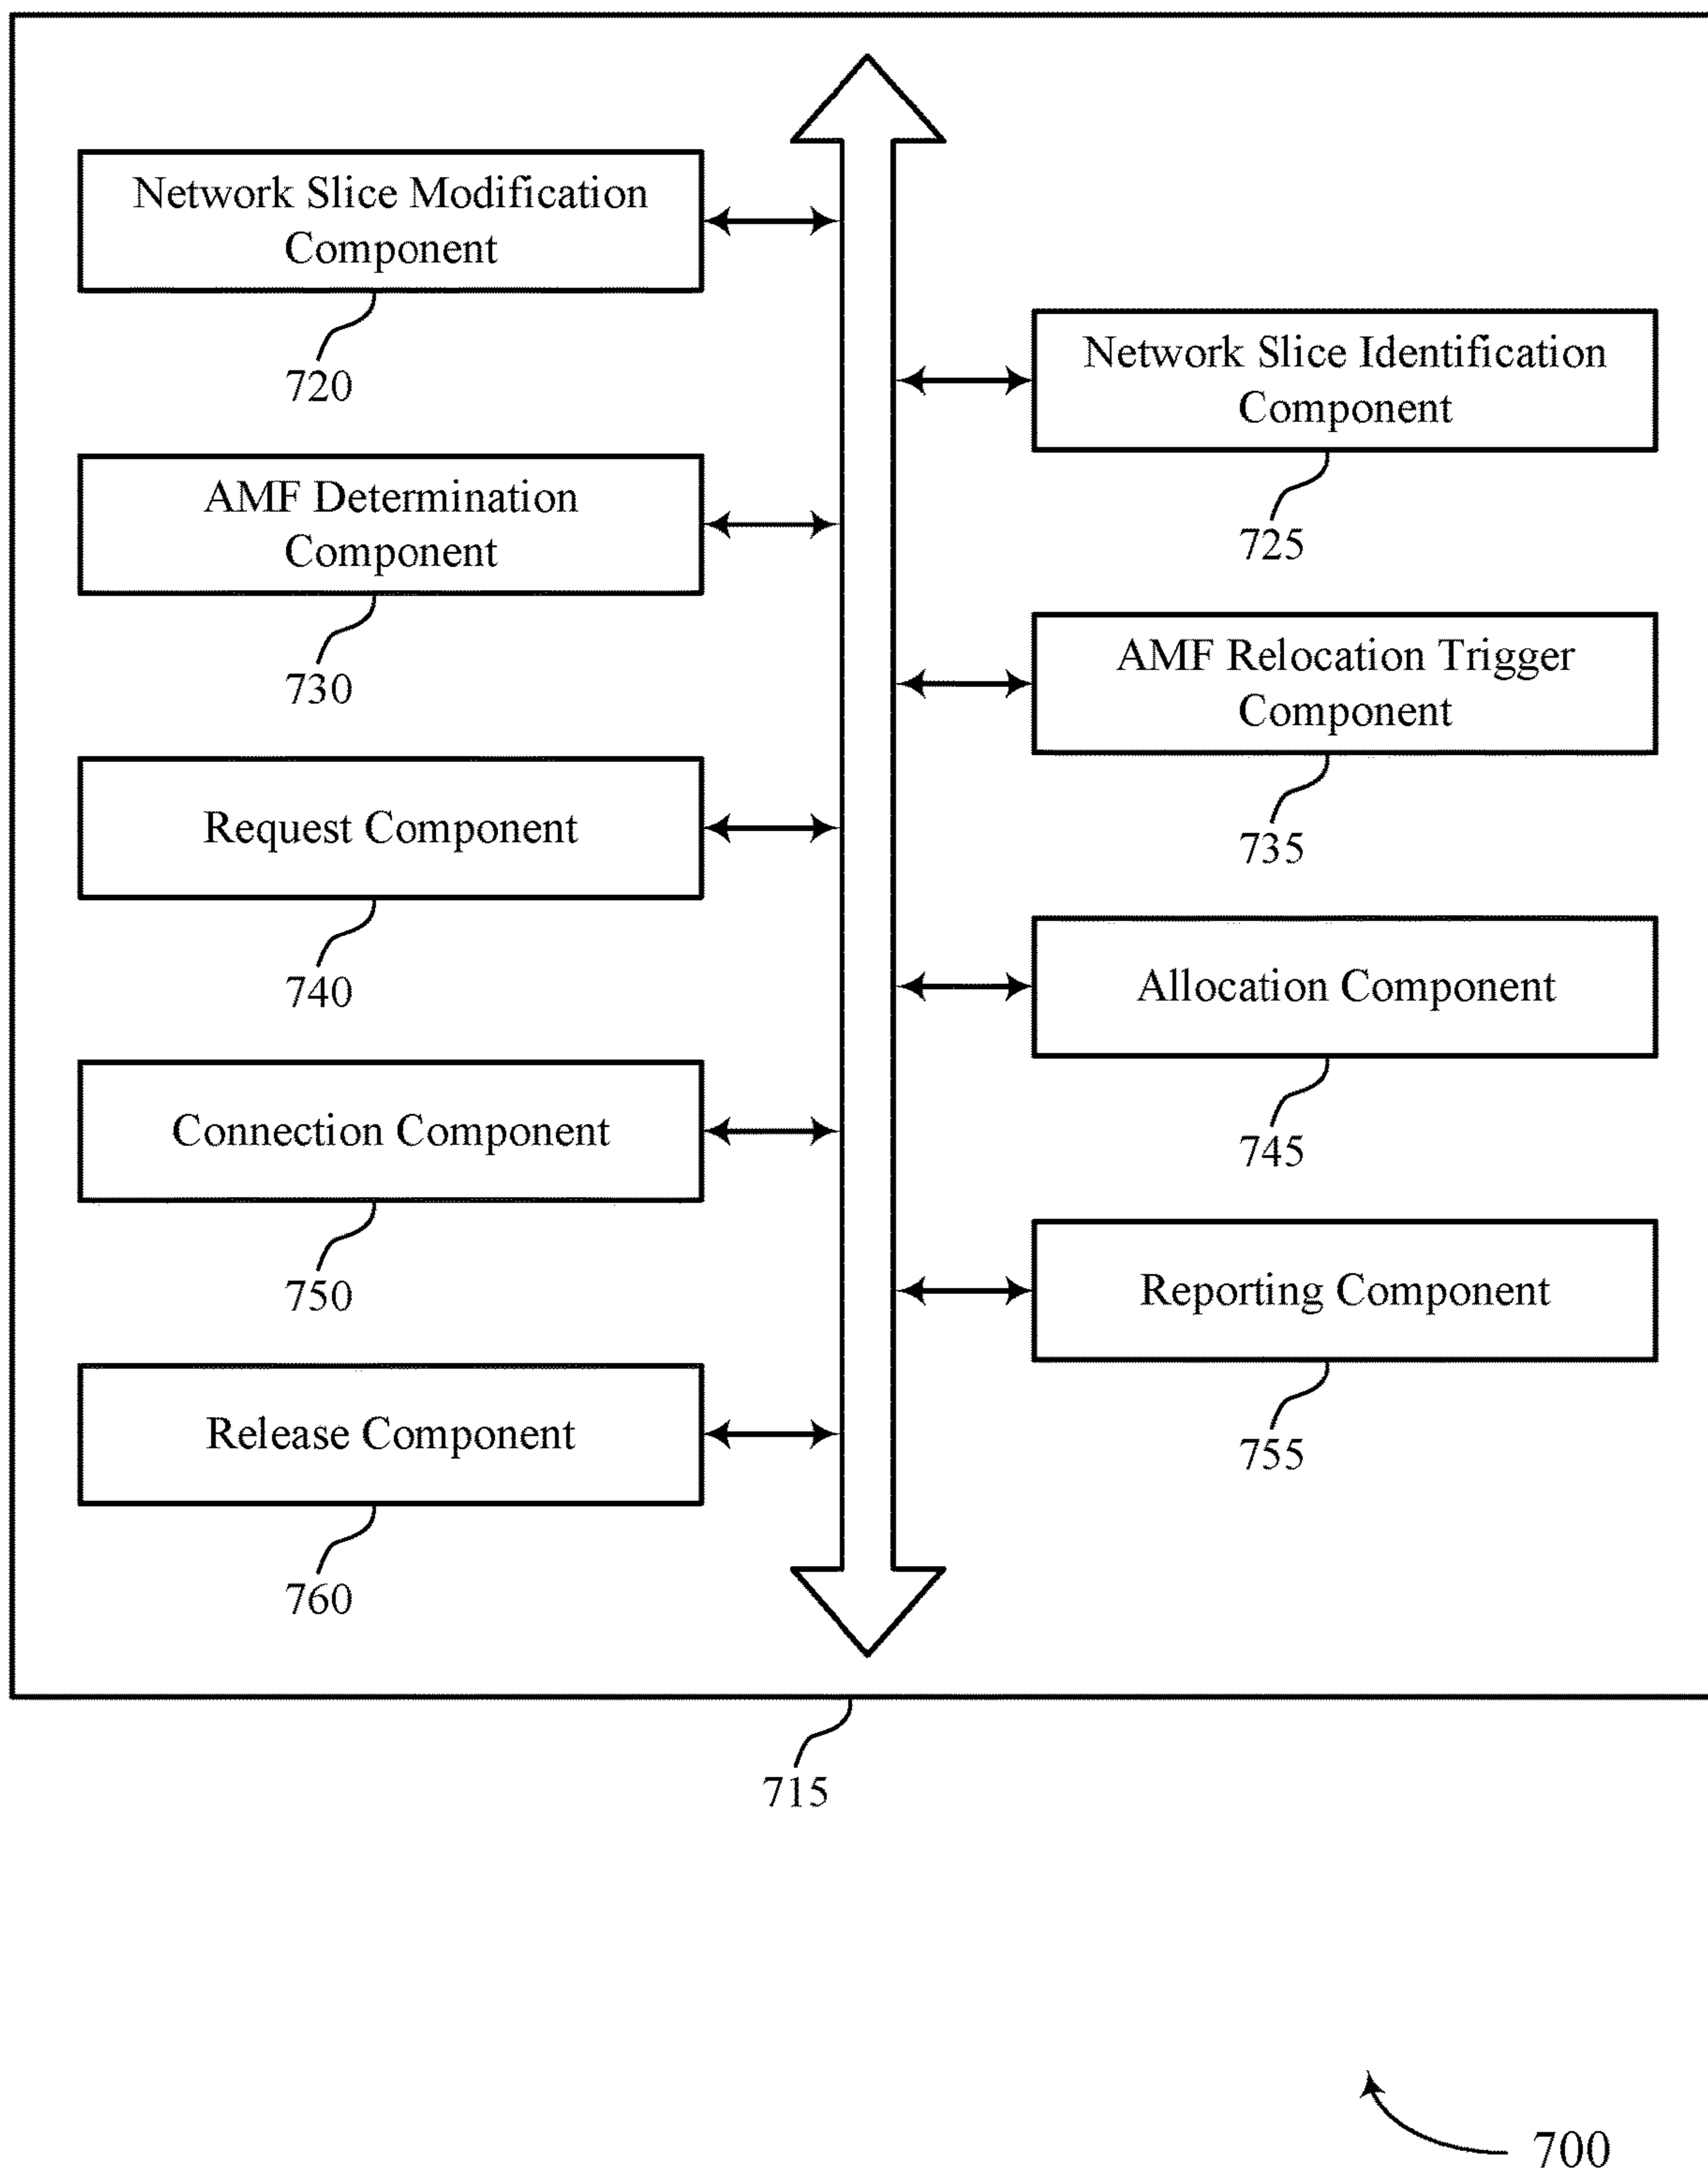 Network Slice Modification
Component
720
Network Slice Identification
Component
725
AMF Determination
Component
730
AMF Relocation Trigger
Component
735
Request Component
740
Allocation Component
745
Connection Component
750
Reporting Component
755
Release Component
760
715
700